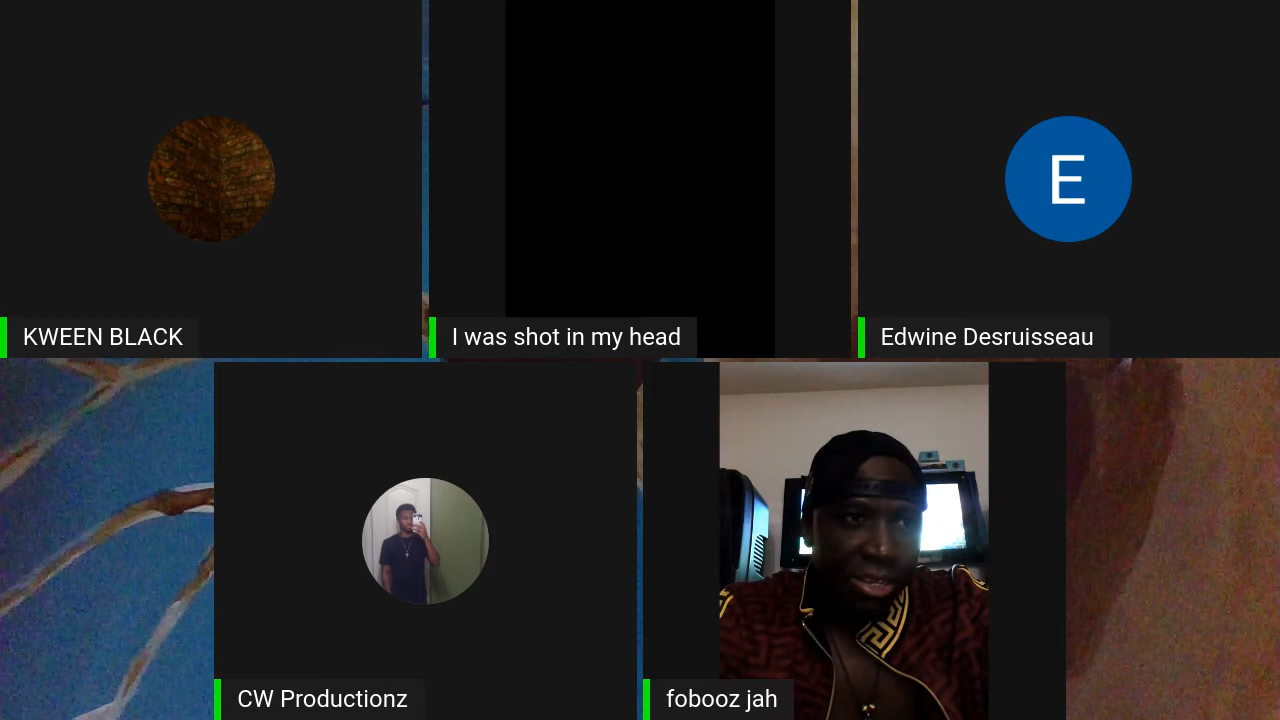 E
KWEEN BLACK
I was shot in my head
Edwine Desruisseau
CW Productionz
fobooz jah